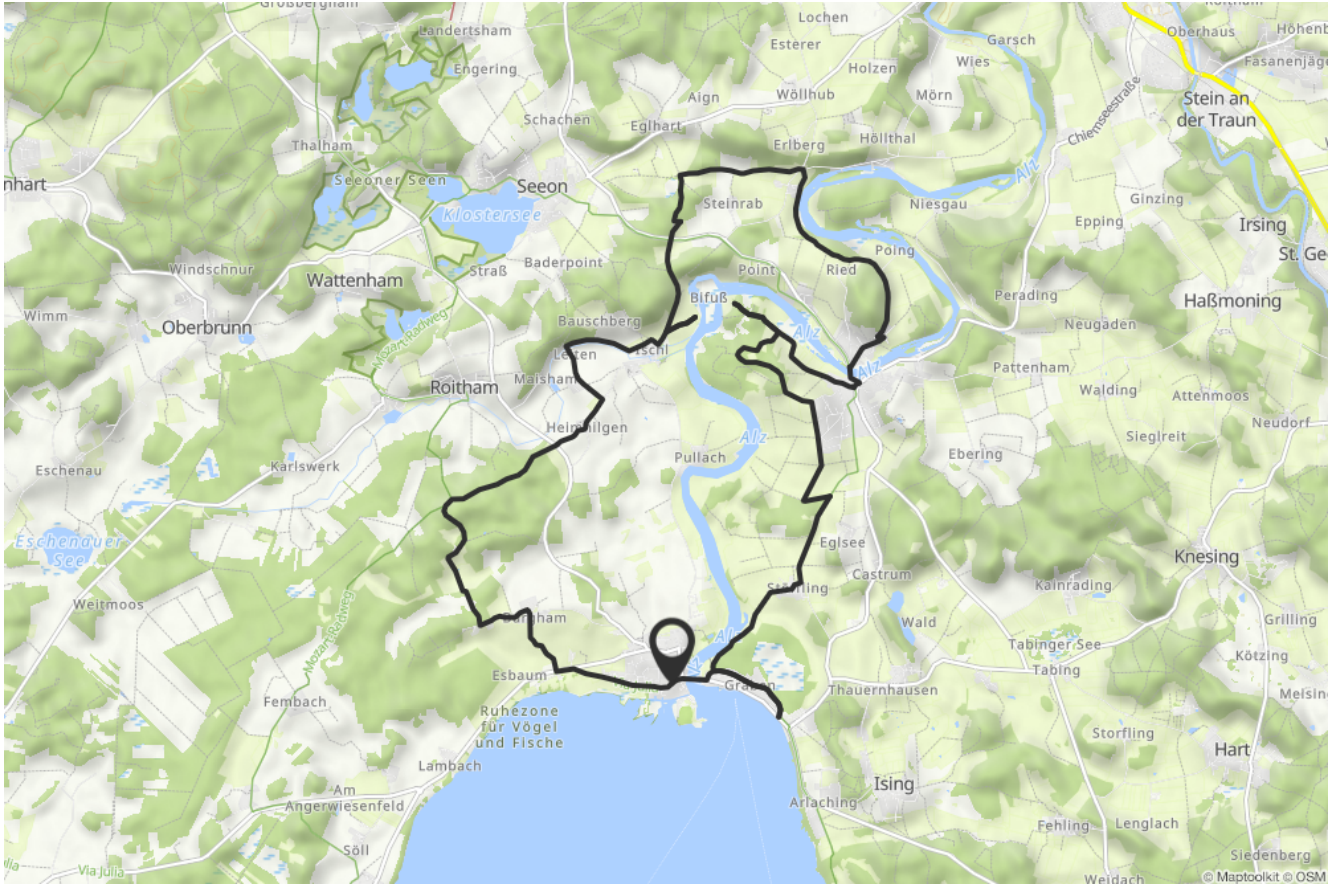 Großbergham
Landertsham
Engering
Lochen
Esterer
Holzen
Wöllhub
Garsch
Wies
Mörn
Oberhaus
Fasanenjäge
Stein an
der Traun
Aign
Schachen
Eglhart
Höllthal
Chiemseestraße
Thalham
Erlberg
Alz
nhart
Seeoner Seen
Seeon
Klostersee
Steinrab
Niesgau
Ginzing
Epping
Irsing
St. Ge
Windschnur
Straß
Baderpoint
Point
Ried
Poing
Wattenham
Wimm
Oberbrunn
Bifuß
Perading
Haßmoning
Bauschberg
Alz
Neugaden
Mozart-Radweg
Ischl
Alz
Pattenham
Maisham
Roitham
Walding
Attenmoos
Neudorf
Heimhilgen
Alz
Sieglreit
Eschenau
Karlswerk
Pullach
Ebering
Eschenauer
See
Eglsee
Knesing
Weitmoos
Castrum
Kainrading
Mozart-Radweg
Wald
Grilling
Alz
Tabinger See
Kötzing
Esbaum
Tabing
Thauernhausen
Fembach
Ruhezone
für Vögel
und Fische
Storfling
Hart
Lambach
Ising
Am
Angerwiesenfeld
Arlaching
Fehling
Lenglach
Söll
Siedenberg
Via Julia
Weidach
© Maptoolkit © OSM